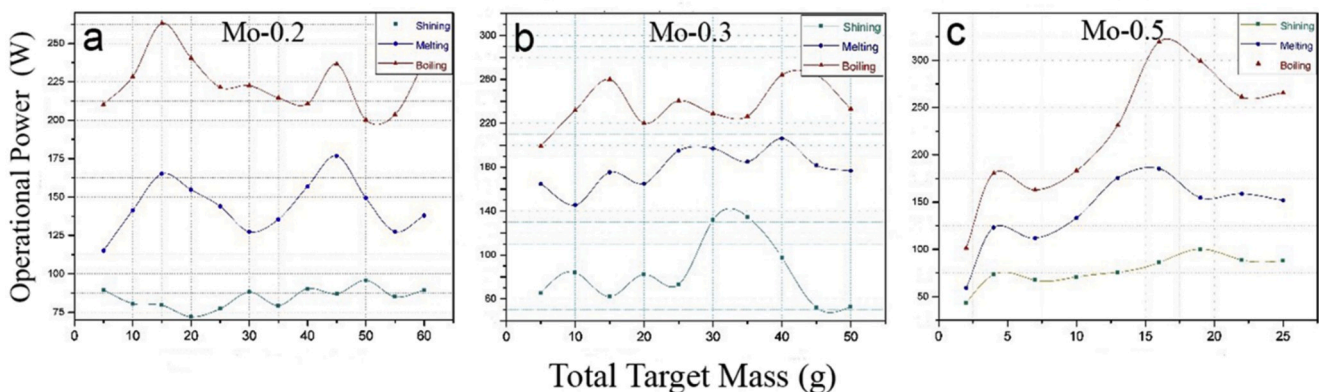 a
Mo-0.2
Shining
Melting
Boiling
250
225
200
175
150
125
100
75
0 10 20 30 40 50 60
b
Mo-0.3
Shining
Melting
Boiling
300
260
220
180
140
100
60
0 10 20 30 40 50
c
Mo-0.5
Shining
Melting
Boiling
350
300
250
200
150
100
50
0 5 10 15 20 25
Operational Power (W)
Total Target Mass (g)